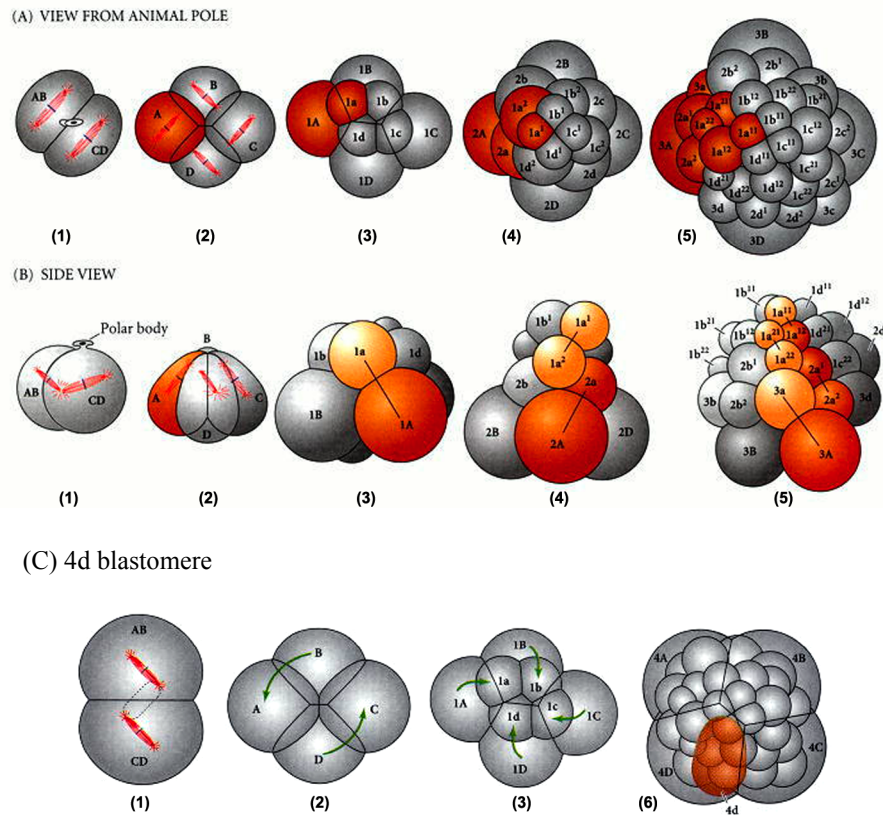 (A) VIEW FROM ANIMAL POLE
AB
CD
A
B
C
D
1B
1a
1b
1A
1d
1c
1C
1D
2B
2b
1b²
1a²
2c
1b¹
2A
1a¹
1c¹
2C
2a
1d¹
1c²
1d²
2d
2D
3B
2b²
2b¹
3a
3b
1a²¹
1b¹²
1b²²
1b²¹
2a¹
1a²²
1b¹¹
1a¹¹
1c¹²
2c²
3A
1a¹²
3C
2a²
1d¹¹
1c²¹
1d²¹
1d²²
1d¹²
1c²²
2c¹
3d
2d¹
2d²
3c
3D
(1)
(2)
(3)
(4)
(5)
(B) SIDE VIEW
Polar body
AB
CD
B
A
C
D
1b
1a
1d
1B
1A
1b¹
1a¹
1a²
2b
2a
2B
2A
2D
1b¹¹
1d¹¹
1a¹¹
1d¹²
1b²¹
1b¹²
1a²¹
1a¹²
1d²¹
2d
1b²²
1a²²
2b¹
2a¹
1c²²
3b
2b²
3a
2a²
3d
3B
3A
(1)
(2)
(3)
(4)
(5)
(C) 4d blastomere
AB
CD
B
A
C
D
1B
1a
1b
1A
1c
1C
1d
1D
4A
4B
4D
4C
4d
(1)
(2)
(3)
(6)